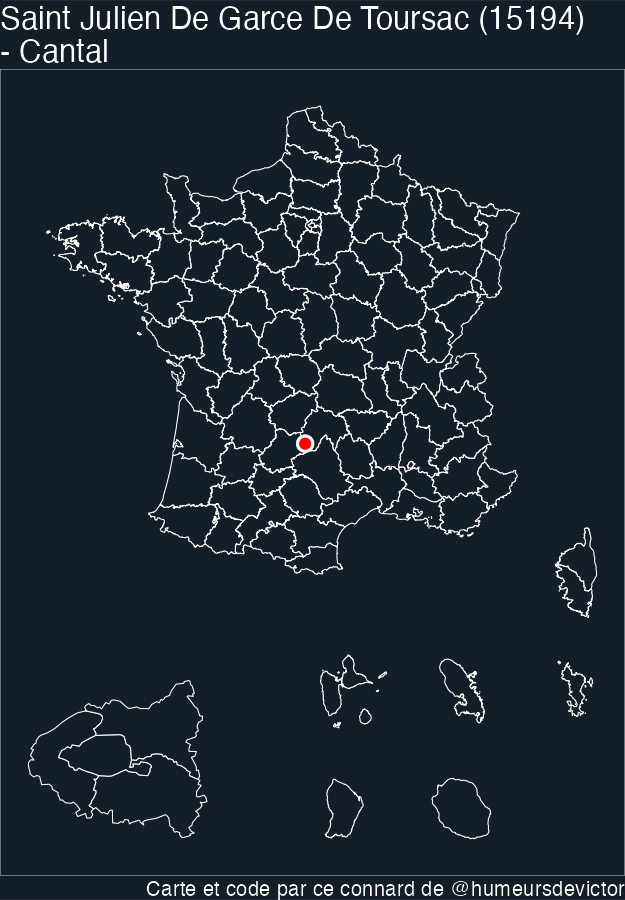 Saint Julien De Garce De Toursac (15194)
- Cantal
Carte et code par ce connard de @humeursdevictor